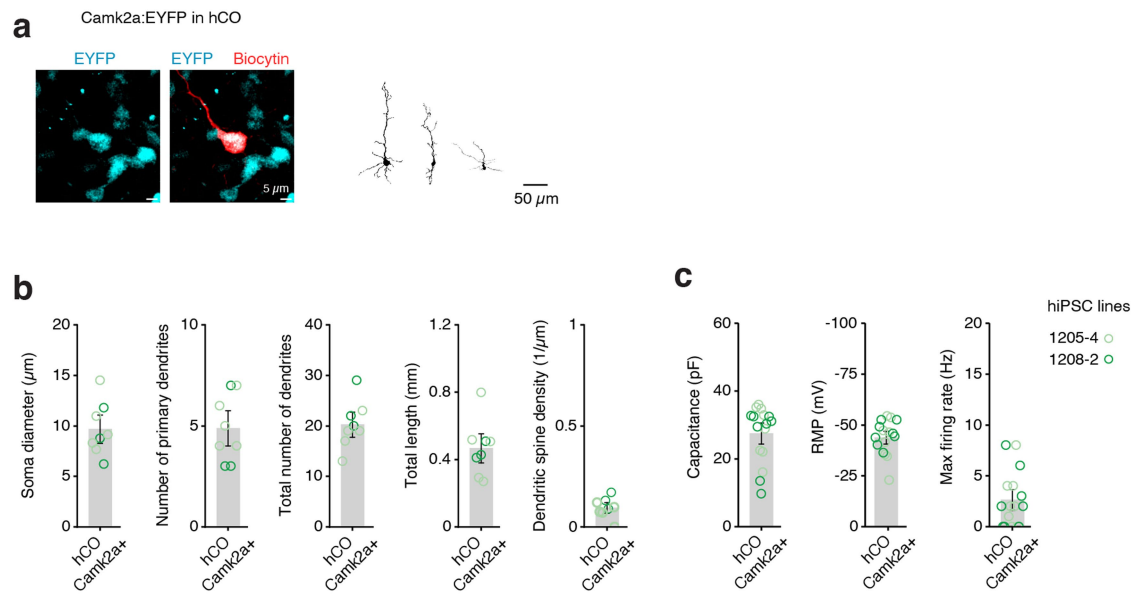 a
Camk2a:EYFP in hCO
EYFP
EYFP Biocytin
5 µm
50 µm
b
Soma diameter (µm)
20
15
10
5
0
hCO
Camk2a+
Number of primary dendrites
10
5
0
hCO
Camk2a+
Total number of dendrites
40
30
20
10
0
hCO
Camk2a+
Total length (mm)
1.2
0.8
0.4
0
hCO
Camk2a+
Dendritic spine density (1/µm)
1
0.5
0
hCO
Camk2a+
c
Capacitance (pF)
60
40
20
0
hCO
Camk2a+
RMP (mV)
-100
-75
-50
-25
-0
hCO
Camk2a+
Max firing rate (Hz)
20
15
10
5
0
hCO
Camk2a+
hiPSC lines
1205-4
1208-2